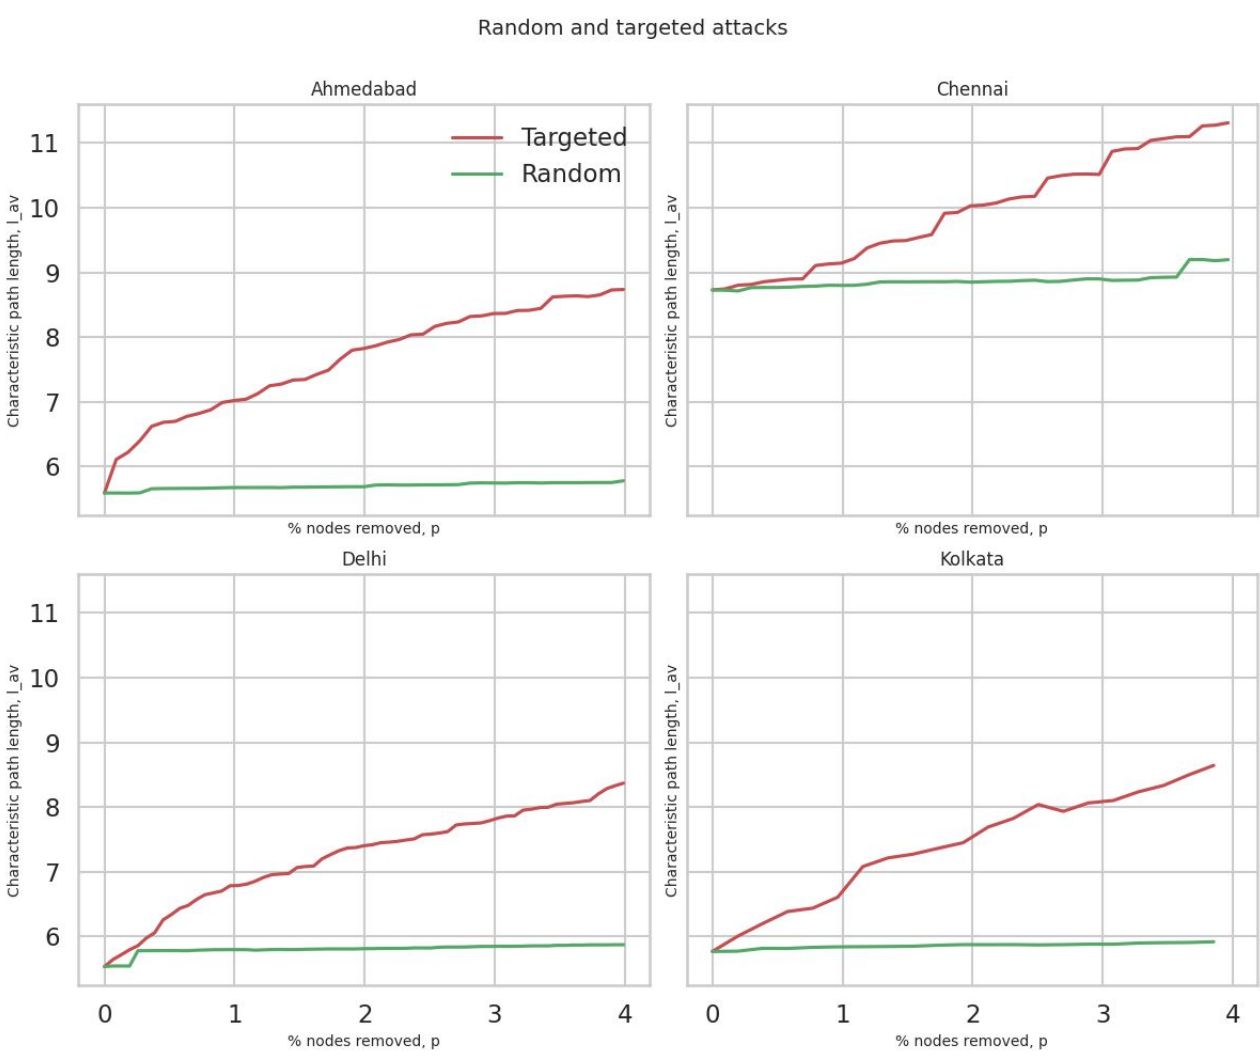 Random and targeted attacks
Ahmedabad
Targeted
Random
11
10
9
8
7
6
Characteristic path length, l_av
% nodes removed, p
Chennai
Characteristic path length, l_av
% nodes removed, p
Delhi
11
10
9
8
7
6
Characteristic path length, l_av
0 1 2 3 4
% nodes removed, p
Kolkata
Characteristic path length, l_av
0 1 2 3 4
% nodes removed, p